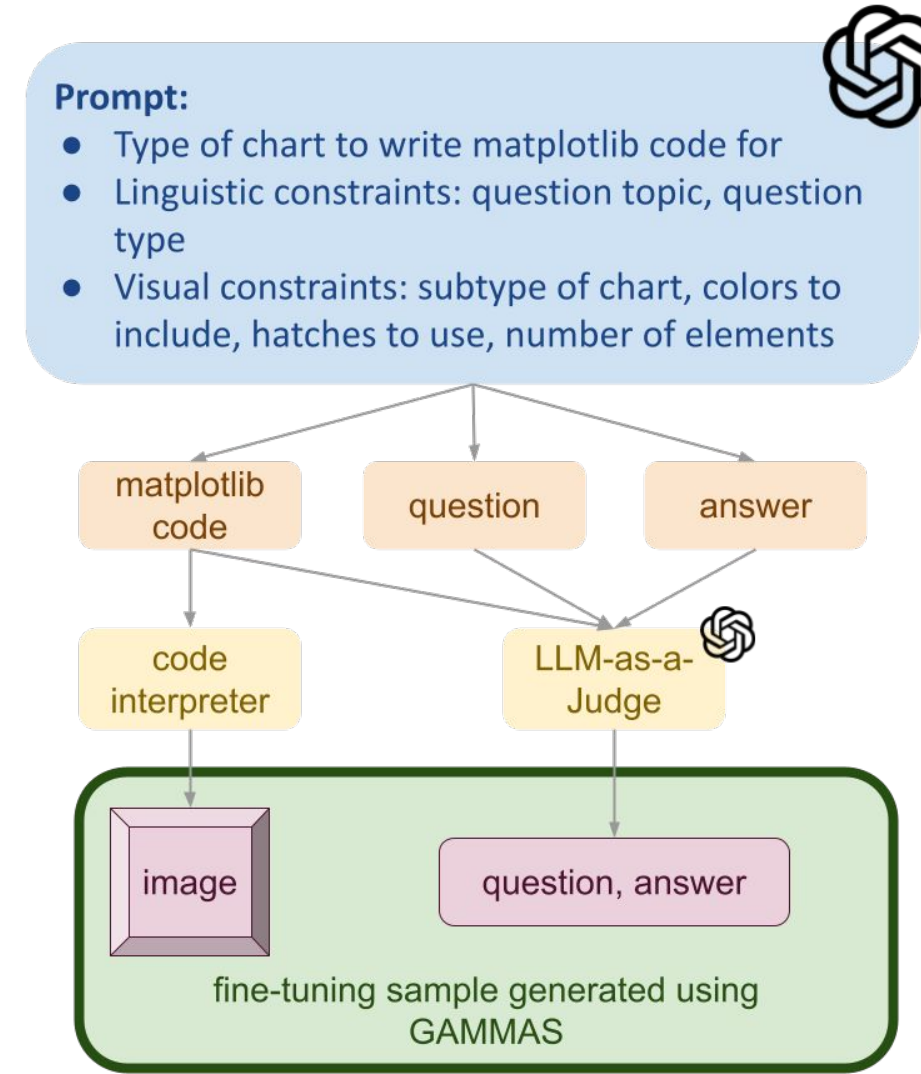 Prompt:
● Type of chart to write matplotlib code for
● Linguistic constraints: question topic, question
type
● Visual constraints: subtype of chart, colors to
include, hatches to use, number of elements
matplotlib
code
question
answer
code
interpreter
LLM-as-a-
Judge
image
question, answer
fine-tuning sample generated using
GAMMAS